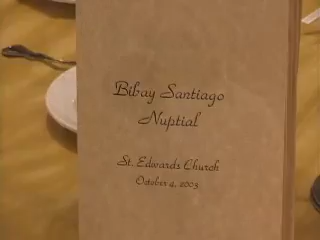 Bibay Santiago
Nuptial
St. Edwards Church
October 4, 2003